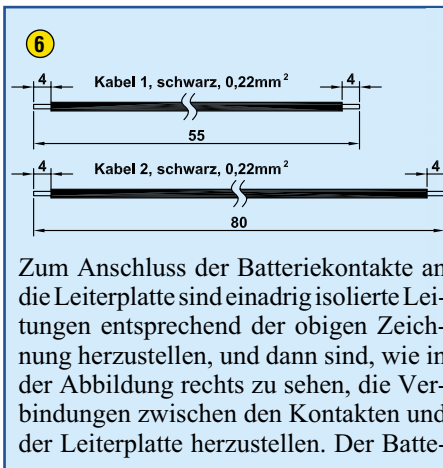 6
4 Kabel 1, schwarz, 0,22mm² 4
55
4 Kabel 2, schwarz, 0,22mm² 4
80
Zum Anschluss der Batteriekontakte an
die Leiterplatte sind einadrig isolierte Lei-
tungen entsprechend der obigen Zeich-
nung herzustellen, und dann sind, wie in
der Abbildung rechts zu sehen, die Ver-
bindungen zwischen den Kontakten und
der Leiterplatte herzustellen. Der Batte-